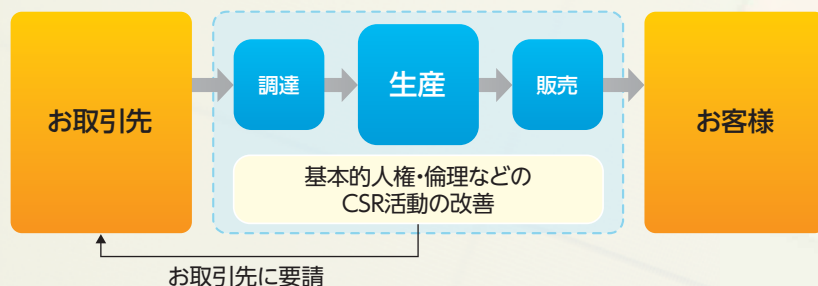 お取引先
調達
生産
販売
お客様
基本的人権・倫理などの
CSR活動の改善
お取引先に要請